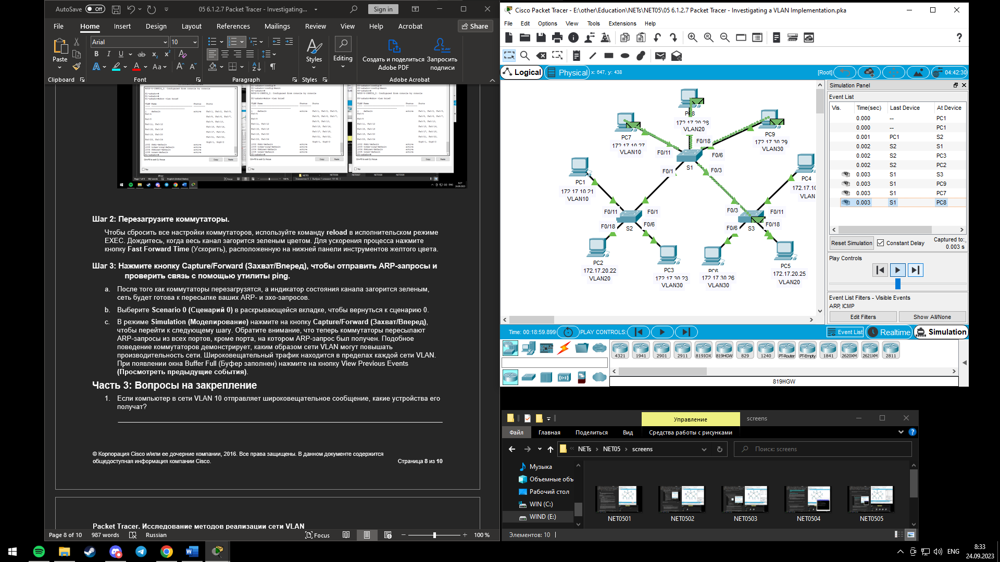 AutoSave
Off
05 6.1.2.7 Packet Tracer - Investigating...
Sign in
File
Home
Insert
Design
Layout
References
Mailings
Review
View
Help
Acrobat
Share
Paste
Arial
10
Styles
Editing
Создать и поделиться
Adobe PDF
Запросить
подписи
Clipboard
Font
Paragraph
Styles
Adobe Acrobat
Шаг 2: Перезагрузите коммутаторы.
Чтобы сбросить все настройки коммутаторов, используйте команду reload в исполнительском режиме
EXEC. Дождитесь, когда весь канал загорится зеленым цветом. Для ускорения процесса нажмите
кнопку Fast Forward Time (Ускорить), расположенную на нижней панели инструментов желтого цвета.
Шаг 3: Нажмите кнопку Capture/Forward (Захват/Вперед), чтобы отправить ARP-запросы и
проверить связь с помощью утилиты ping.
a. После того как коммутаторы перезагрузятся, а индикатор состояния канала загорится зеленым,
сеть будет готова к пересылке ваших ARP- и эхо-запросов.
b. Выберите Scenario 0 (Сценарий 0) в раскрывающейся вкладке, чтобы вернуться к сценарию 0.
c. В режиме Simulation (Моделирование) нажмите на кнопку Capture/Forward (Захват/Вперед),
чтобы перейти к следующему шагу. Обратите внимание, что теперь коммутаторы пересылают
ARP-запросы из всех портов, кроме порта, на котором ARP-запрос был получен. Подобное
поведение коммутаторов демонстрирует, каким образом сети VLAN могут повышать
производительность сети. Широковещательный трафик находится в пределах каждой сети VLAN.
При появлении окна Buffer Full (Буфер заполнен) нажмите на кнопку View Previous Events
(Просмотреть предыдущие события).
Часть 3: Вопросы на закрепление
1. Если компьютер в сети VLAN 10 отправляет широковещательное сообщение, какие устройства его
получат?
© Корпорация Cisco и/или ее дочерние компании, 2016. Все права защищены. В данном документе содержится
общедоступная информация компании Cisco.
Страница 8 из 10
Packet Tracer. Исследование методов реализации сети VLAN
Page 8 of 10
987 words
Russian
Focus
100 %
Cisco Packet Tracer - E:\other\Education\NETs\NET05\05 6.1.2.7 Packet Tracer - Investigating a VLAN Implementation.pka
File
Edit
Options
View
Tools
Extensions
Help
Logical
Physical
x: 647, y: 438
[Root]
04:42:30
PC8
172.17.20.28
VLAN20
PC7
172.17.10.27
VLAN10
PC9
172.17.30.29
VLAN30
F0/18
F0/11
F0/6
S1
F0/1
F0/3
PC1
172.17.10.21
VLAN10
PC4
172.17.10
VLAN
F0/11
F0/1
F0/3
F0/11
S2
F0/18
F0/6
S3
F0/6
F0/18
PC2
172.17.20.22
VLAN20
PC3
172.17.30.23
VLAN30
PC6
172.17.30.26
VLAN30
PC5
172.17.20.25
VLAN20
Simulation Panel
Event List
Vis.
Time(sec)
Last Device
At Device
0.000 -- PC1
0.000 -- PC1
0.001 PC1 S2
0.002 S2 S1
0.002 S2 PC3
0.002 S2 PC2
0.003 S1 S3
0.003 S1 PC9
0.003 S1 PC7
0.003 S1 PC8
Reset Simulation
Constant Delay
Captured to:
0.003 s
Play Controls
Event List Filters - Visible Events
ARP, ICMP
Edit Filters
Show All/None
Time: 00:18:59.899
PLAY CONTROLS:
Event List
Realtime
Simulation
4321
1941
2901
2911
819IOX
819HGW
829
1240
PT-Router
PT-Empty
1841
2620XM
2621XM
2811
819HGW
Управление
screens
Файл
Главная
Поделиться
Вид
Средства работы с рисунками
NETs
NET05
screens
Поиск: screens
Музыка
Объемные объ
Рабочий стол
WIN (C:)
WIND (E:)
NET0501
NET0502
NET0503
NET0504
NET0505
Элементов: 10
ENG
8:33
24.09.2023